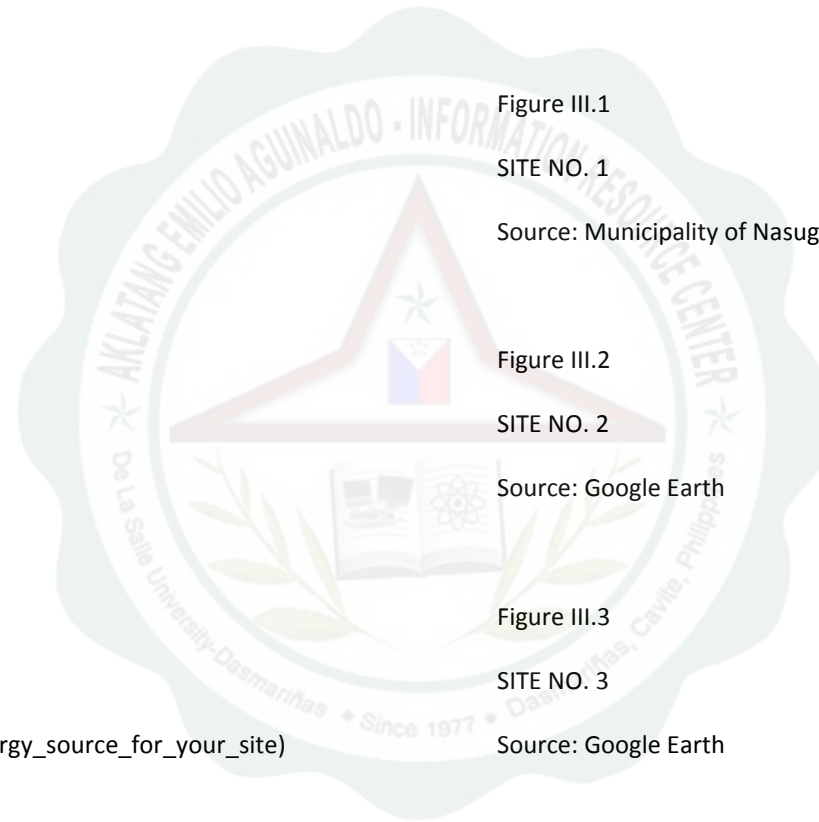 Figure III.1
SITE NO. 1
Source: Municipality of Nasug
Figure III.2
SITE NO. 2
Source: Google Earth
Figure III.3
SITE NO. 3
rgy_source_for_your_site)
Source: Google Earth
AKLATANG EMILIO AGUINALDO - INFORMATION RESOURCE CENTER
De La Salle University-Dasmariñas • Since 1977 • Dasmariñas, Cavite, Philippines